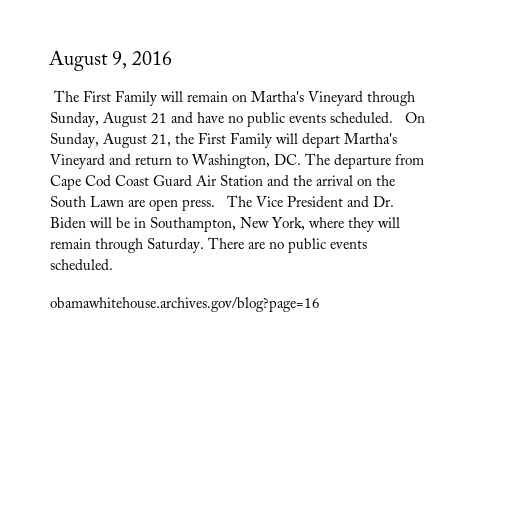 August 9, 2016
The First Family will remain on Martha's Vineyard through
Sunday, August 21 and have no public events scheduled.   On
Sunday, August 21, the First Family will depart Martha's
Vineyard and return to Washington, DC. The departure from
Cape Cod Coast Guard Air Station and the arrival on the
South Lawn are open press.   The Vice President and Dr.
Biden will be in Southampton, New York, where they will
remain through Saturday. There are no public events
scheduled.
obamawhitehouse.archives.gov/blog?page=16